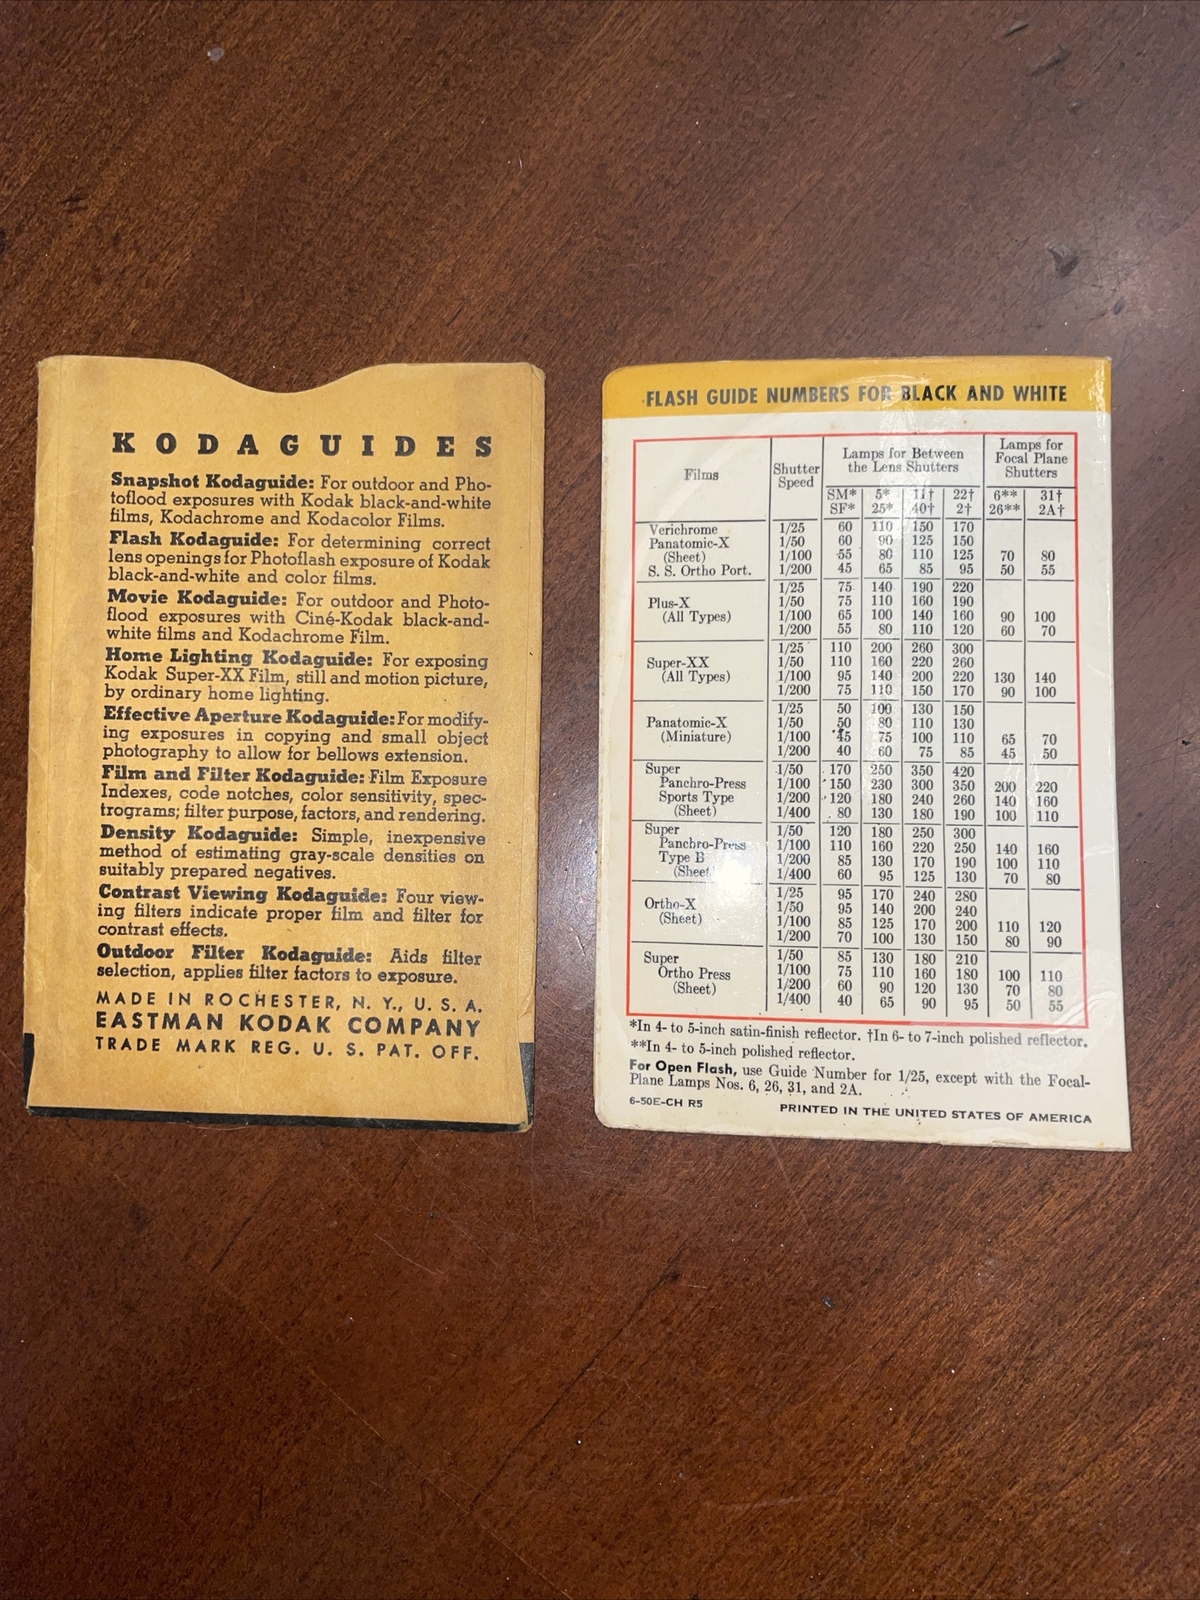 KODAGUIDES
Snapshot Kodaguide: For outdoor and Pho-
toflood exposures with Kodak black-and-white
films, Kodachrome and Kodacolor Films.
Flash Kodaguide: For determining correct
lens openings for Photoflash exposure of Kodak
black-and-white and color films.
Movie Kodaguide: For outdoor and Photo-
flood exposures with Ciné-Kodak black-and-
white films and Kodachrome Film.
Home Lighting Kodaguide: For exposing
Kodak Super-XX Film, still and motion picture,
by ordinary home lighting.
Effective Aperture Kodaguide: For modify-
ing exposures in copying and small object
photography to allow for bellows extension.
Film and Filter Kodaguide: Film Exposure
Indexes, code notches, color sensitivity, spec-
trograms; filter purpose, factors, and rendering.
Density Kodaguide: Simple, inexpensive
method of estimating gray-scale densities on
suitably prepared negatives.
Contrast Viewing Kodaguide: Four view-
ing filters indicate proper film and filter for
contrast effects.
Outdoor Filter Kodaguide: Aids filter
selection, applies filter factors to exposure.
MADE IN ROCHESTER, N. Y., U. S. A.
EASTMAN KODAK COMPANY
TRADE MARK REG. U. S. PAT. OFF.
FLASH GUIDE NUMBERS FOR BLACK AND WHITE
Films Shutter Speed Lamps for Between the Lens Shutters Lamps for Focal Plane Shutters
SM* 5* 11† 22† 6** 31†
SF* 25* 40† 2† 26** 2A†
Verichrome 1/25 60 110 150 170
Panatomic-X 1/50 60 90 125 150
(Sheet) 1/100 55 80 110 125 70 80
S. S. Ortho Port. 1/200 45 65 85 95 50 55
1/25 75 140 190 220
Plus-X 1/50 75 110 160 190
(All Types) 1/100 65 100 140 160 90 100
1/200 55 80 110 120 60 70
1/25 110 200 260 300
Super-XX 1/50 110 160 220 260
(All Types) 1/100 95 140 200 220 130 140
1/200 75 110 150 170 90 100
1/25 50 100 130 150
Panatomic-X 1/50 50 80 110 130
(Miniature) 1/100 45 75 100 110 65 70
1/200 40 60 75 85 45 50
Super 1/50 170 250 350 420
Panchro-Press 1/100 150 230 300 350 200 220
Sports Type 1/200 120 180 240 260 140 160
(Sheet) 1/400 80 130 180 190 100 110
Super 1/50 120 180 250 300
Panchro-Press 1/100 110 160 220 250 140 160
Type B 1/200 85 130 170 190 100 110
(Sheet) 1/400 60 95 125 130 70 80
1/25 95 170 240 280
Ortho-X 1/50 95 140 200 240
(Sheet) 1/100 85 125 170 200 110 120
1/200 70 100 130 150 80 90
Super 1/50 85 130 180 210
Ortho Press 1/100 75 110 160 180 100 110
(Sheet) 1/200 60 90 120 130 70 80
1/400 40 65 90 95 50 55
*In 4- to 5-inch satin-finish reflector. †In 6- to 7-inch polished reflector.
**In 4- to 5-inch polished reflector.
For Open Flash, use Guide Number for 1/25, except with the Focal-
Plane Lamps Nos. 6, 26, 31, and 2A.
6-50E-CH R5 PRINTED IN THE UNITED STATES OF AMERICA